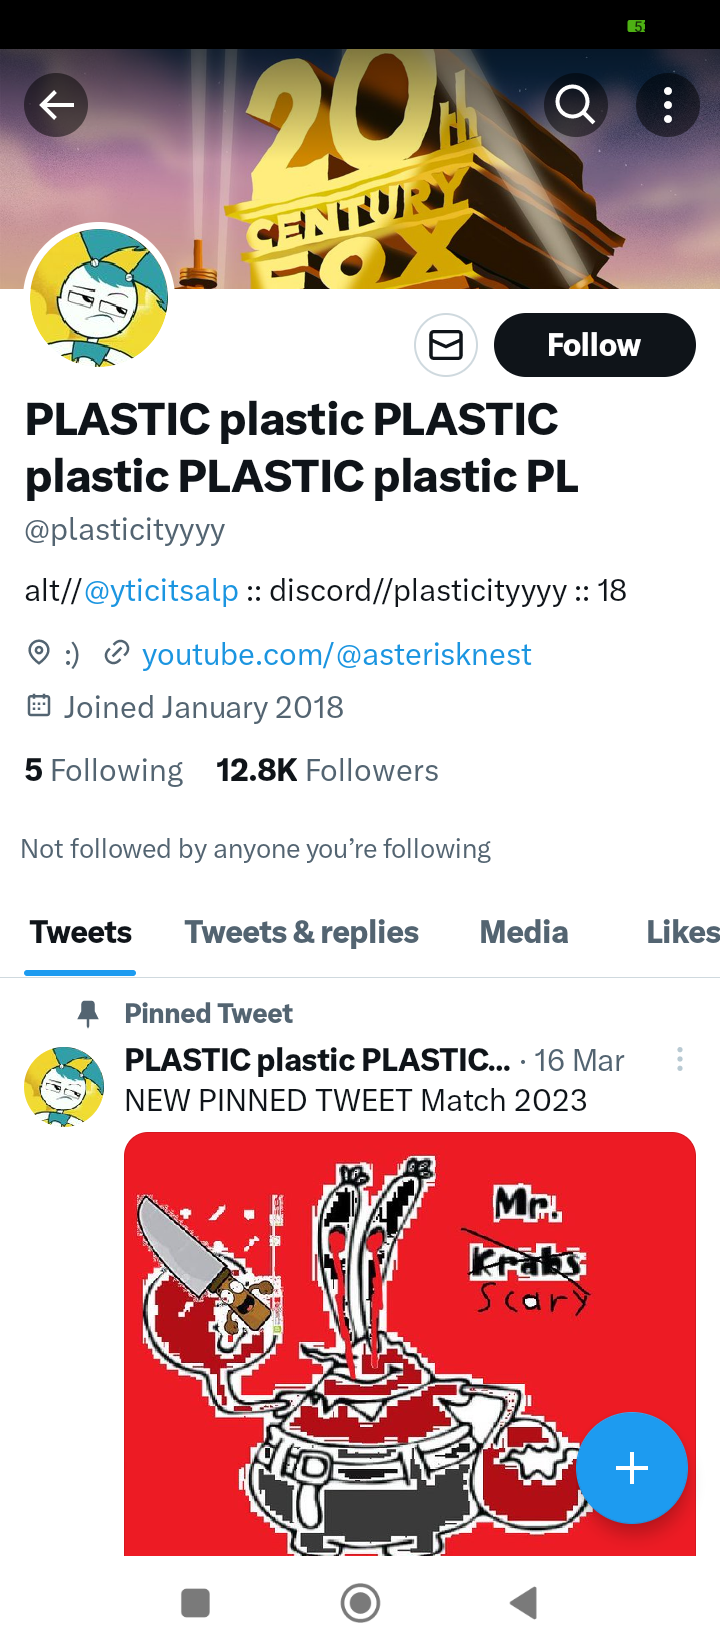 5
20th
CENTURY
FOX
Follow
PLASTIC plastic PLASTIC
plastic PLASTIC plastic PL
@plasticityyyy
alt//@yticitsalp :: discord//plasticityyyy :: 18
:) youtube.com/@asterisknest
Joined January 2018
5 Following 12.8K Followers
Not followed by anyone you’re following
Tweets Tweets & replies Media Likes
Pinned Tweet
PLASTIC plastic PLASTIC... · 16 Mar
NEW PINNED TWEET Match 2023
Mr.
Krabs
Scary